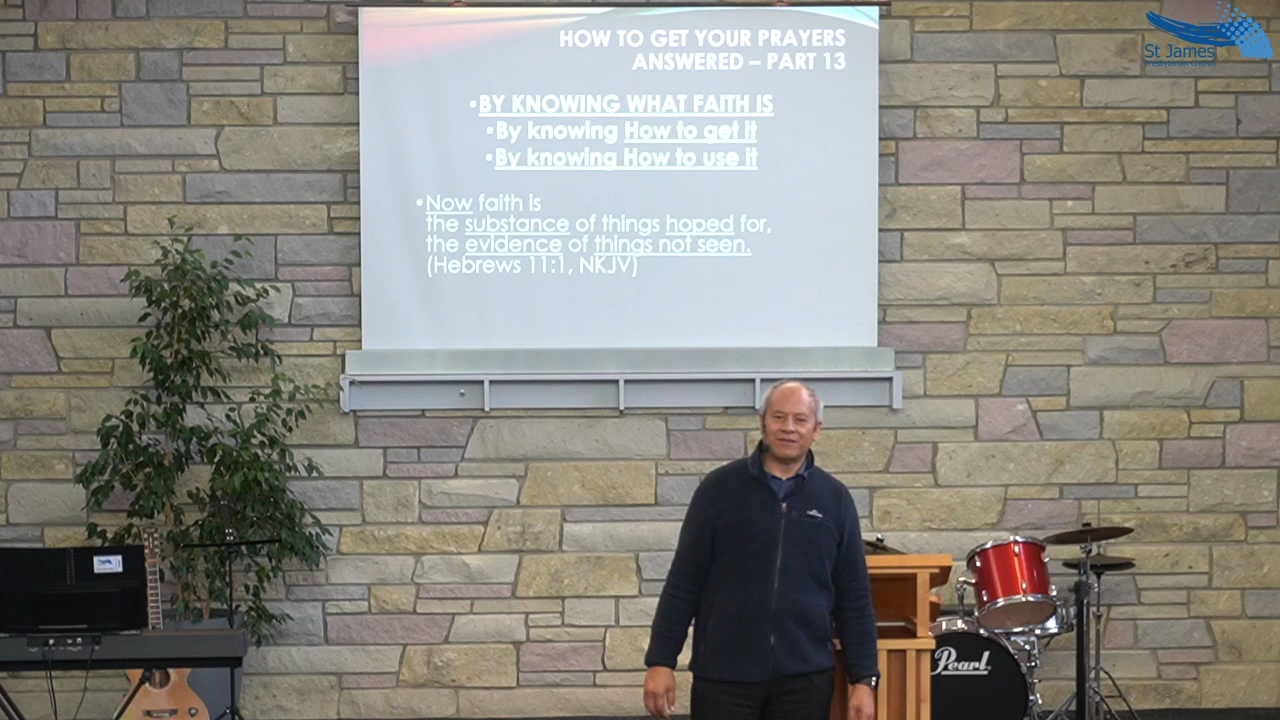 HOW TO GET YOUR PRAYERS
ANSWERED – PART 13
•BY KNOWING WHAT FAITH IS
•By knowing How to get it
•By knowing How to use it
•Now faith is
the substance of things hoped for,
the evidence of things not seen.
(Hebrews 11:1, NKJV)
St James
Presbyterian Church
Pearl